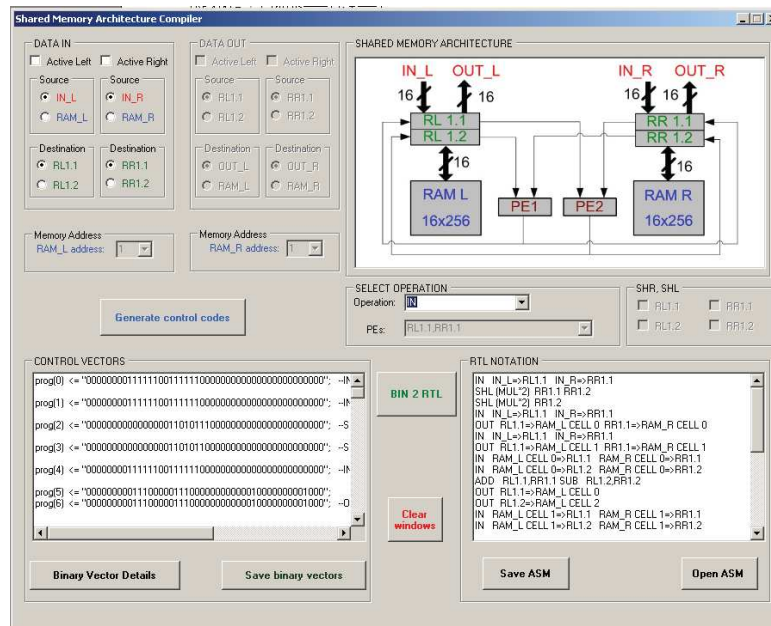 Shared Memory Architecture Compiler
DATA IN
Active Left Active Right
Source Source
IN_L IN_R
RAM_L RAM_R
Destination Destination
RL1.1 RR1.1
RL1.2 RR1.2
Memory Address
RAM_L address: 1
DATA OUT
Active Left Active Right
Source Source
RL1.1 RR1.1
RL1.2 RR1.2
Destination Destination
OUT_L OUT_R
RAM_L RAM_R
Memory Address
RAM_R address: 1
Generate control codes
SHARED MEMORY ARCHITECTURE
IN_L OUT_L IN_R OUT_R
16 16 16 16
RL 1.1 RR 1.1
RL 1.2 RR 1.2
16 16
RAM L PE1 PE2 RAM R
16x256 16x256
SELECT OPERATION
Operation: IN
PEs: RL1.1,RR1.1
SHR, SHL
RL1.1 RR1.1
RL1.2 RR1.2
CONTROL VECTORS
prog(0) <=
prog(1) <=
prog(2) <=
prog(3) <=
prog(4) <=
prog(5) <=
prog(6) <=
BIN 2 RTL
Clear
windows
Binary Vector Details
Save binary vectors
RTL NOTATION
IN IN_L=>RL1.1 IN_R=>RR1.1
SHL (MUL*2) RR1.1 RR1.2
SHL (MUL*2) RR1.2
IN IN_L=>RL1.1 IN_R=>RR1.1
OUT RL1.1=>RAM_L CELL 0 RR1.1=>RAM_R CELL 0
IN IN_L=>RL1.1 IN_R=>RR1.1
OUT RL1.1=>RAM_L CELL 1 RR1.1=>RAM_R CELL 1
IN RAM_L CELL 0=>RL1.1 RAM_R CELL 0=>RR1.1
IN RAM_L CELL 0=>RL1.2 RAM_R CELL 0=>RR1.2
ADD RL1.1,RR1.1 SUB RL1.2,RR1.2
OUT RL1.1=>RAM_L CELL 0
OUT RL1.2=>RAM_L CELL 2
IN RAM_L CELL 1=>RL1.1 RAM_R CELL 1=>RR1.1
IN RAM_L CELL 1=>RL1.2 RAM_R CELL 1=>RR1.2
Save ASM
Open ASM